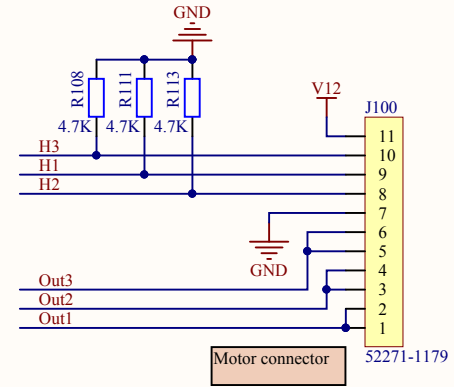 GND
R108
R111
R113
4.7K
4.7K
4.7K
V12
J100
H3
H1
H2
11
10
9
8
7
6
5
4
3
2
1
GND
Out3
Out2
Out1
Motor connector
52271-1179